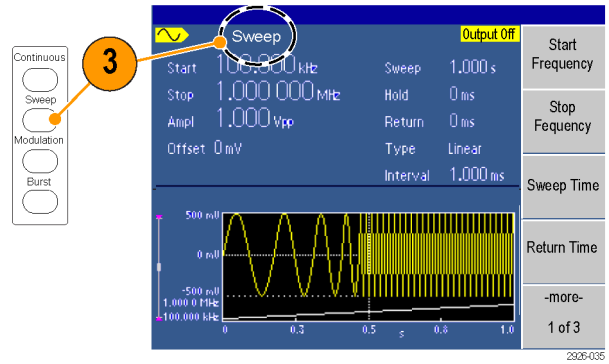 Continuous
Sweep
Modulation
Burst
3
Sweep
Output Off
Start 100.000 kHz
Sweep 1.000 s
Stop 1.000 000 MHz
Hold 0 ms
Ampl 1.000 Vpp
Return 0 ms
Offset 0 mV
Type Linear
Interval 1.000 ms
500 mV
0 mV
-500 mV
1.000 0 MHz
100.000 kHz
0 0.3 0.5 s 0.8 1.0
Start
Frequency
Stop
Fequency
Sweep Time
Return Time
-more-
1 of 3
2926-035